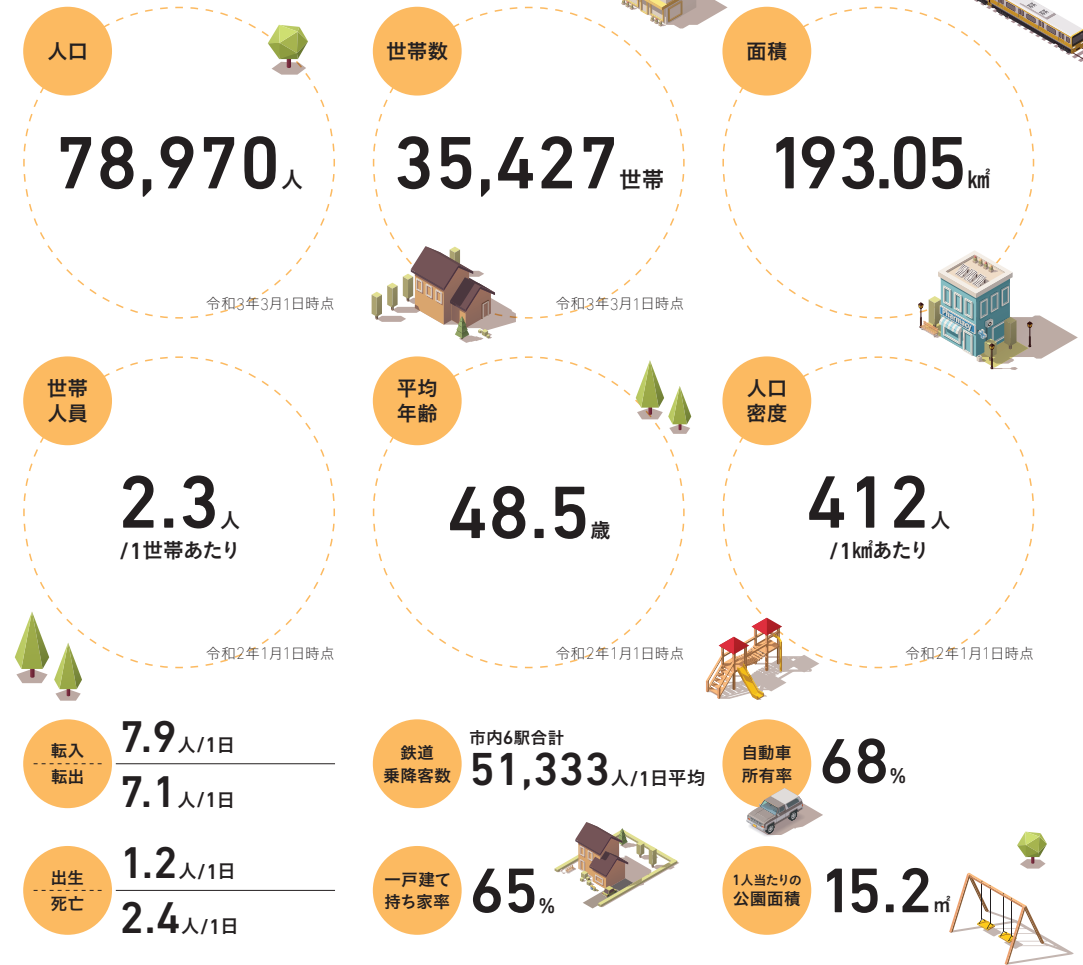 人口
78,970人
令和3年3月1日時点
世帯数
35,427世帯
令和3年3月1日時点
面積
193.05k㎡
世帯
人員
2.3人
/1世帯あたり
令和2年1月1日時点
平均
年齢
48.5歳
令和2年1月1日時点
人口
密度
412人
/1k㎡あたり
令和2年1月1日時点
転入
7.9人/1日
転出
7.1人/1日
鉄道
乗降客数
市内6駅合計
51,333人/1日平均
自動車
所有率
68%
出生
1.2人/1日
死亡
2.4人/1日
一戸建て
持ち家率
65%
1人当たりの
公園面積
15.2㎡
Pharmacy